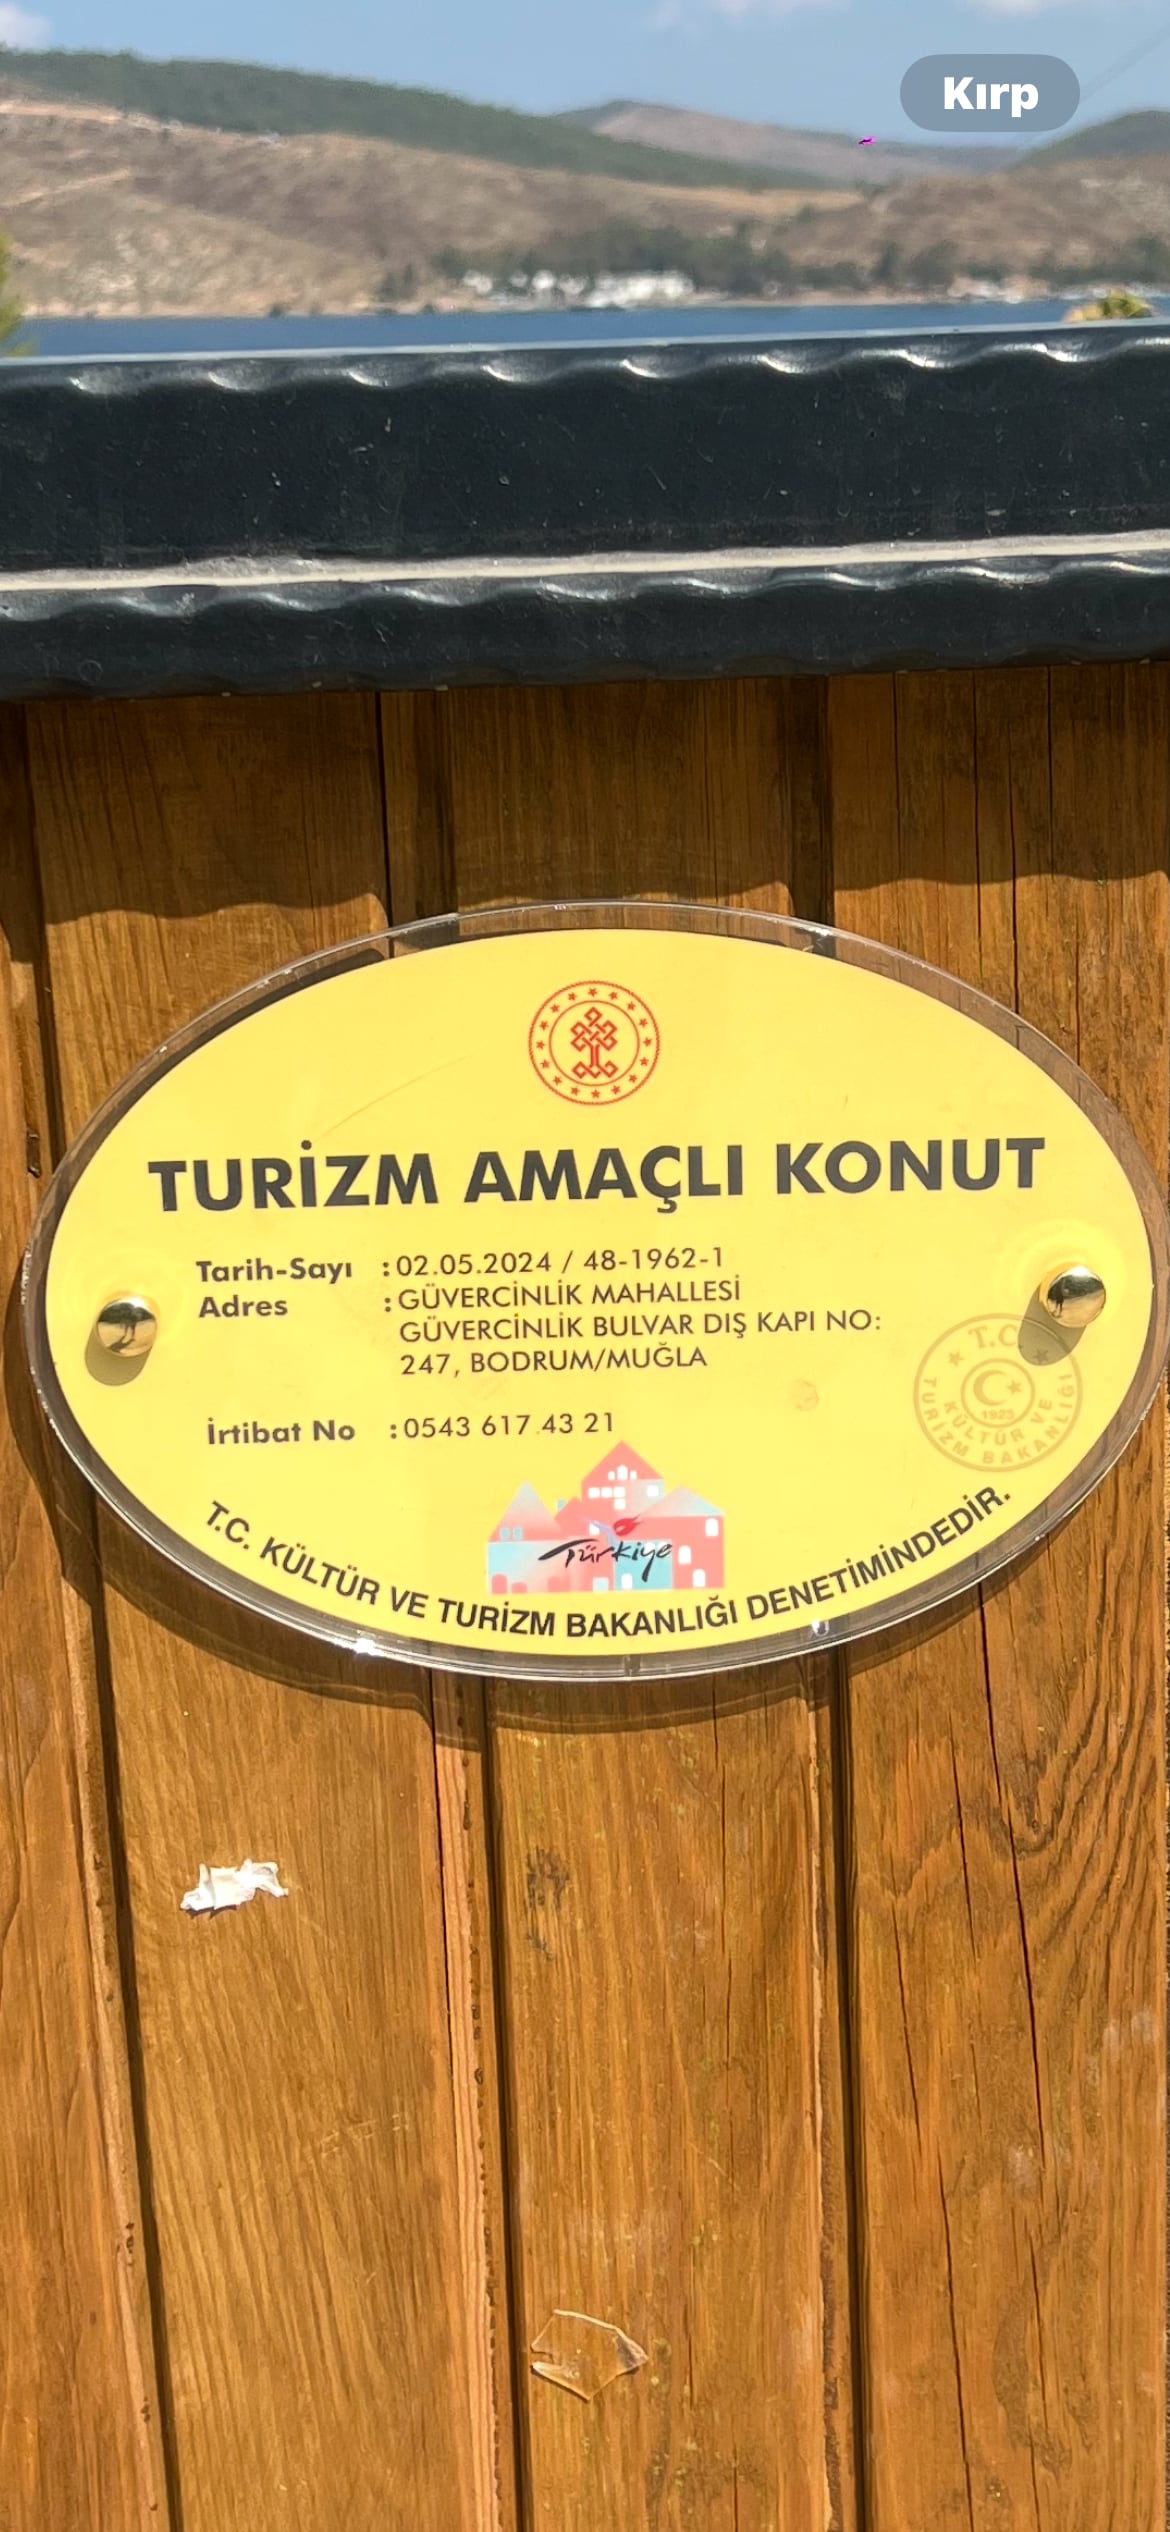 Kırp
TURİZM AMAÇLI KONUT
Tarih-Sayı : 02.05.2024 / 48-1962-1
Adres : GÜVERCİNLİK MAHALLESİ
GÜVERCİNLİK BULVAR DIŞ KAPI NO:
247, BODRUM/MUĞLA
İrtibat No : 0543 617 43 21
T.C.
KÜLTÜR VE
TURİZM BAKANLIĞI
1923
Türkiye
T.C. KÜLTÜR VE TURİZM BAKANLIĞI DENETİMİNDEDİR.